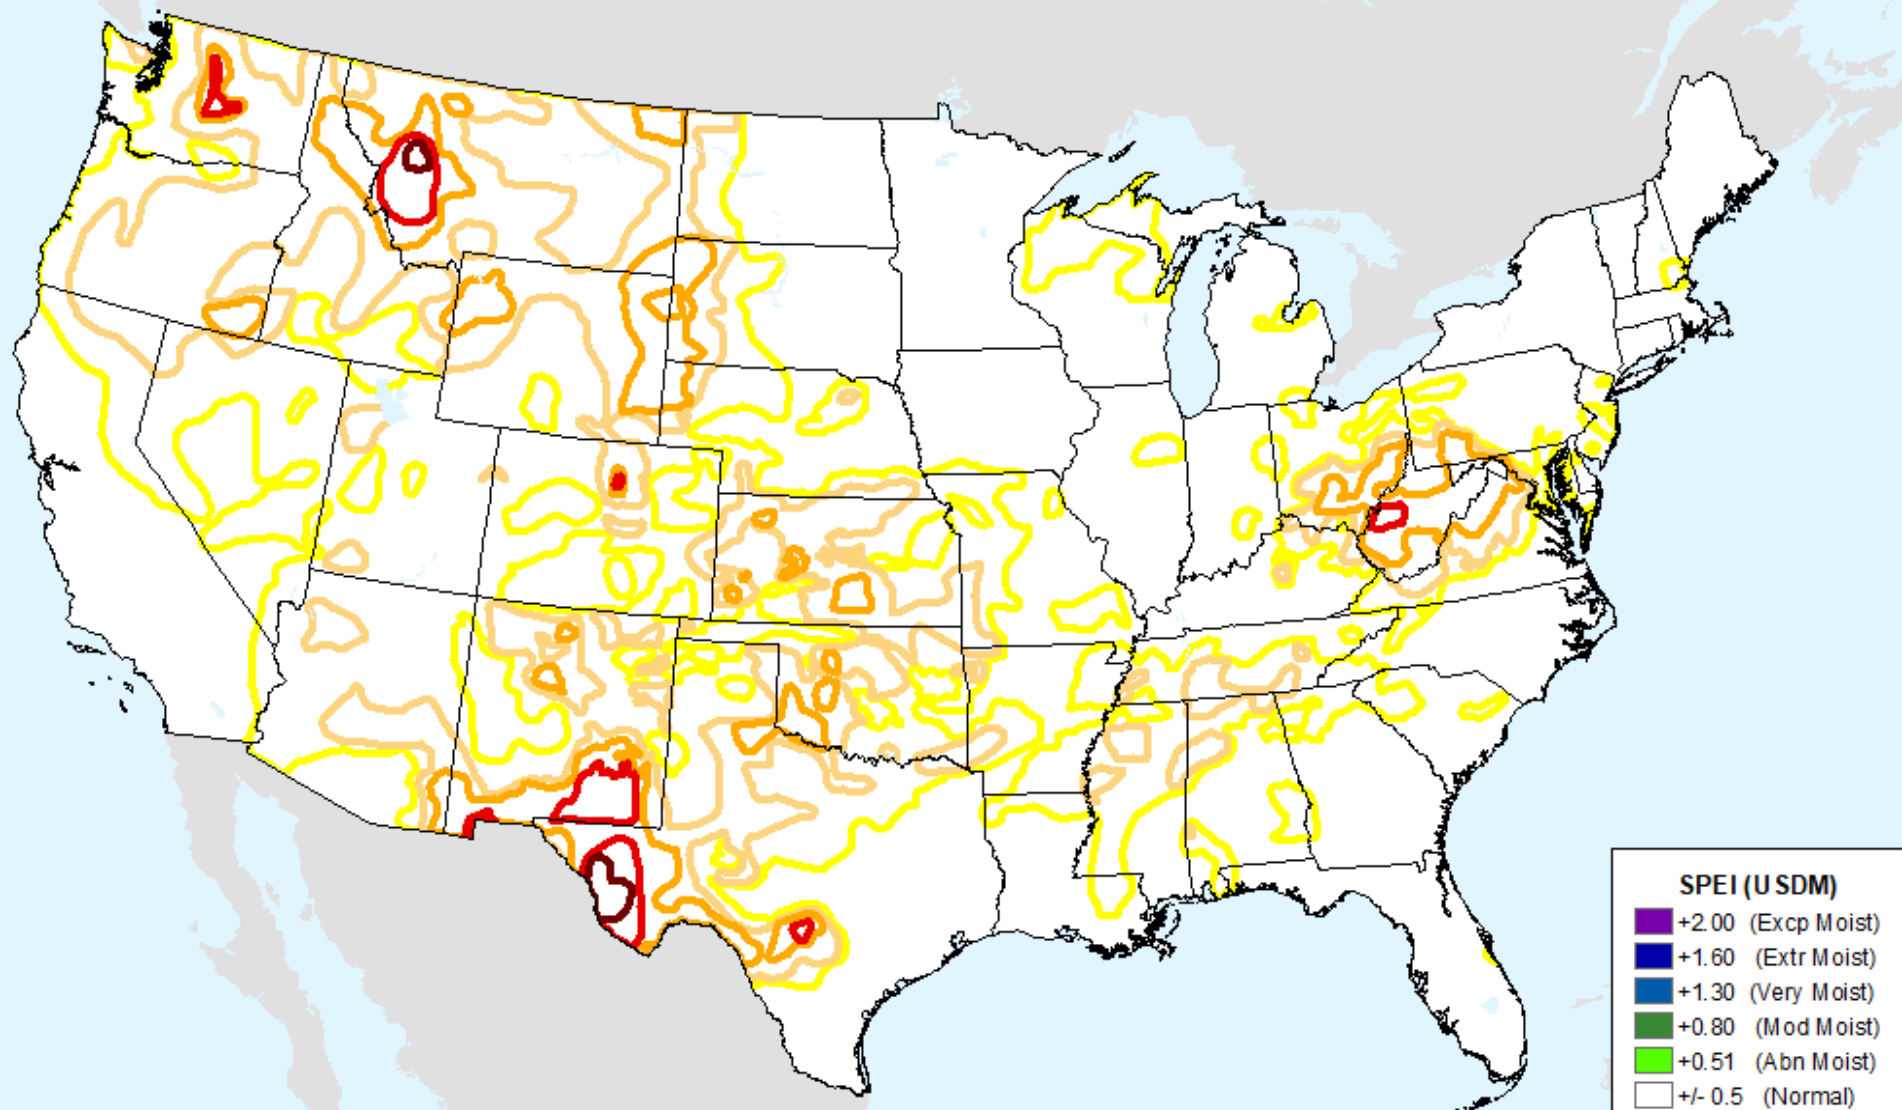 SPEI (USDM)
+2.00 (Excp Moist)
+1.60 (Extr Moist)
+1.30 (Very Moist)
+0.80 (Mod Moist)
+0.51 (Abn Moist)
+/- 0.5 (Normal)